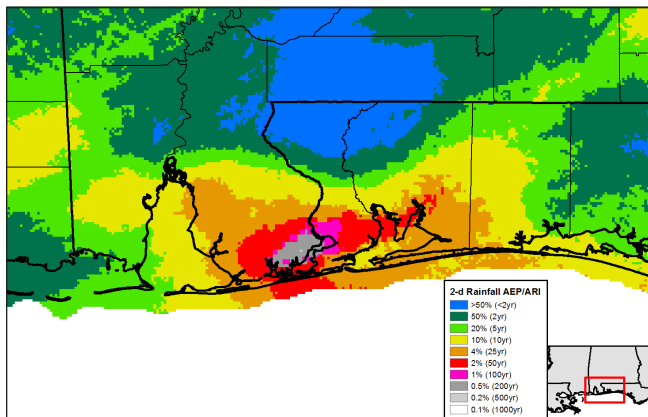 2-d Rainfall AEP/ARI
>50% (<2yr)
50% (2yr)
20% (5yr)
10% (10yr)
4% (25yr)
2% (50yr)
1% (100yr)
0.5% (200yr)
0.2% (500yr)
0.1% (1000yr)